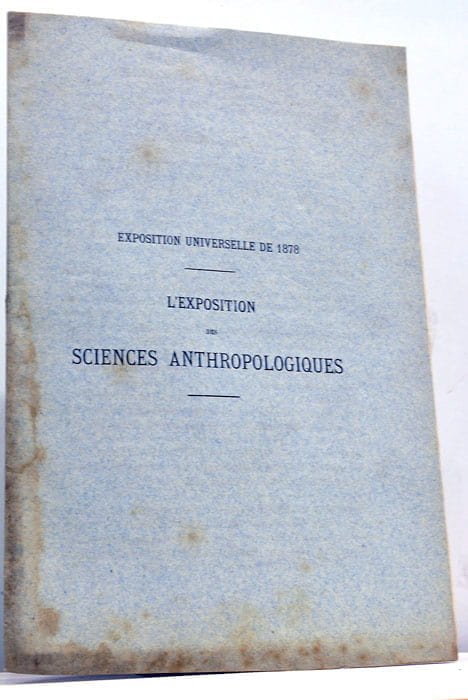 EXPOSITION UNIVERSELLE DE 1878
L'EXPOSITION
DES
SCIENCES ANTHROPOLOGIQUES